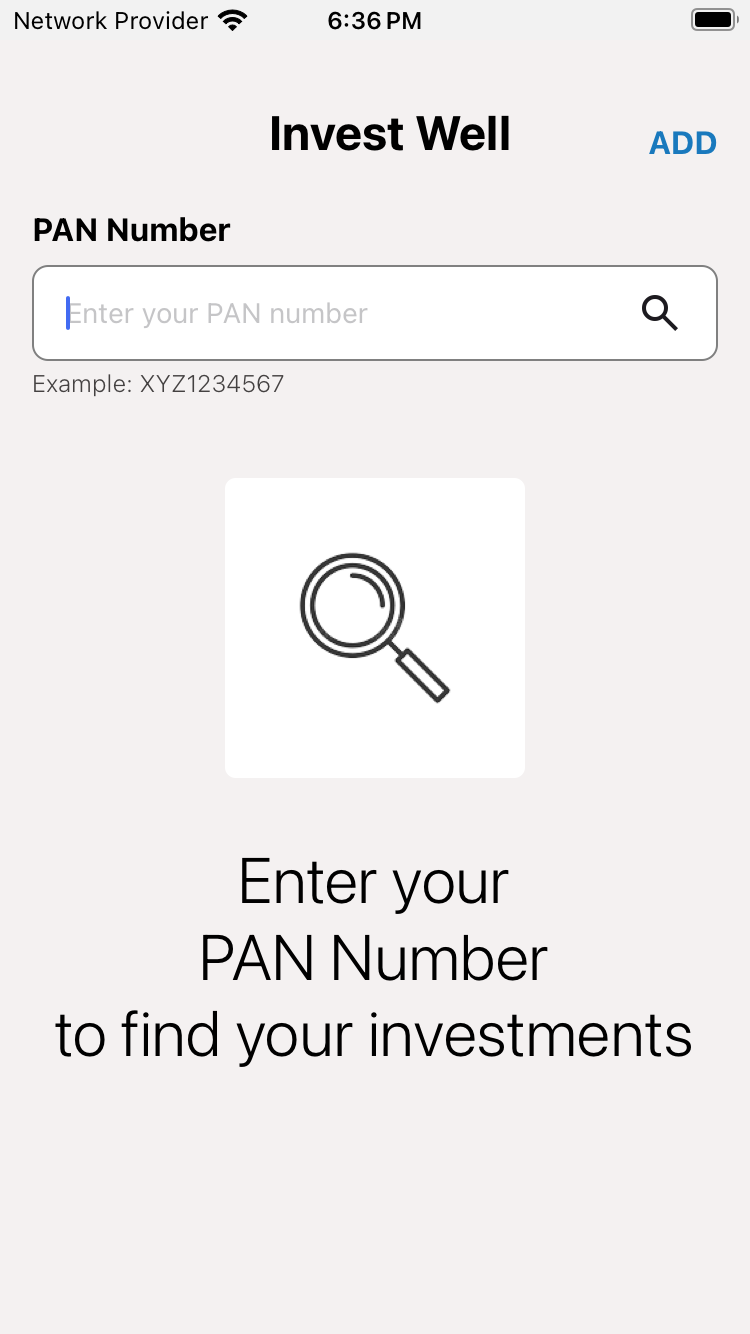 Network Provider 6:36 PM
Invest Well
ADD
PAN Number
Enter your PAN number
Example: XYZ1234567
Enter your
PAN Number
to find your investments